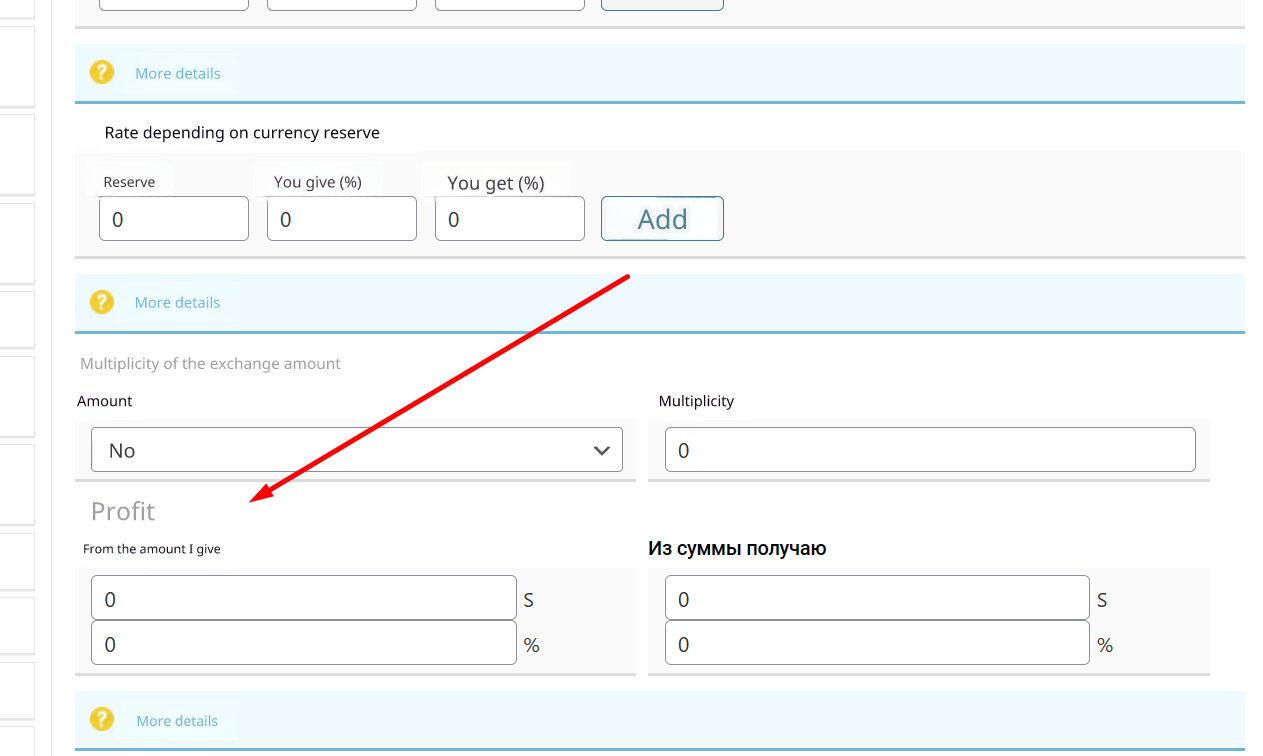 ? More details
Rate depending on currency reserve
Reserve You give (%) You get (%)
0 0 0 Add
? More details
Multiplicity of the exchange amount
Amount Multiplicity
No 0
Profit
From the amount I give Из суммы получаю
0 S 0 S
0 % 0 %
? More details